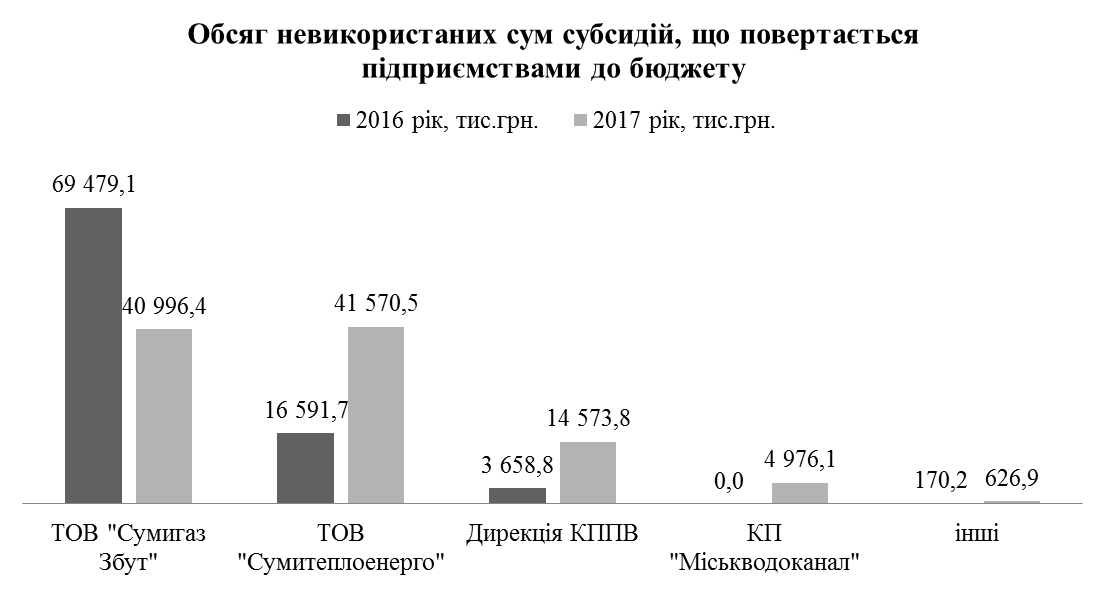 Обсяг невикористаних сум субсидій, що повертається
підприємствами до бюджету
2016 рік, тис.грн. 2017 рік, тис.грн.
69 479,1
40 996,4
16 591,7
41 570,5
3 658,8
14 573,8
0,0
4 976,1
170,2
626,9
ТОВ "Сумигаз
Збут"
ТОВ
"Сумитеплоенерго"
Дирекція КППВ
КП
"Міськводоканал"
інші